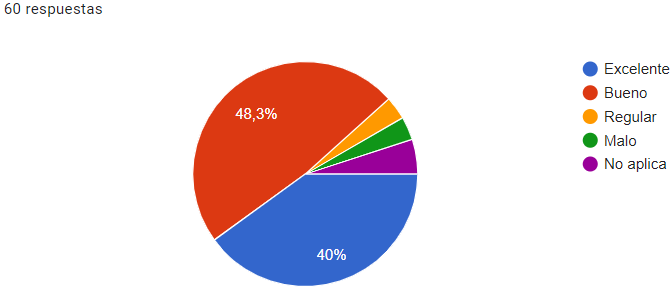 60 respuestas
48,3%
40%
Excelente
Bueno
Regular
Malo
No aplica